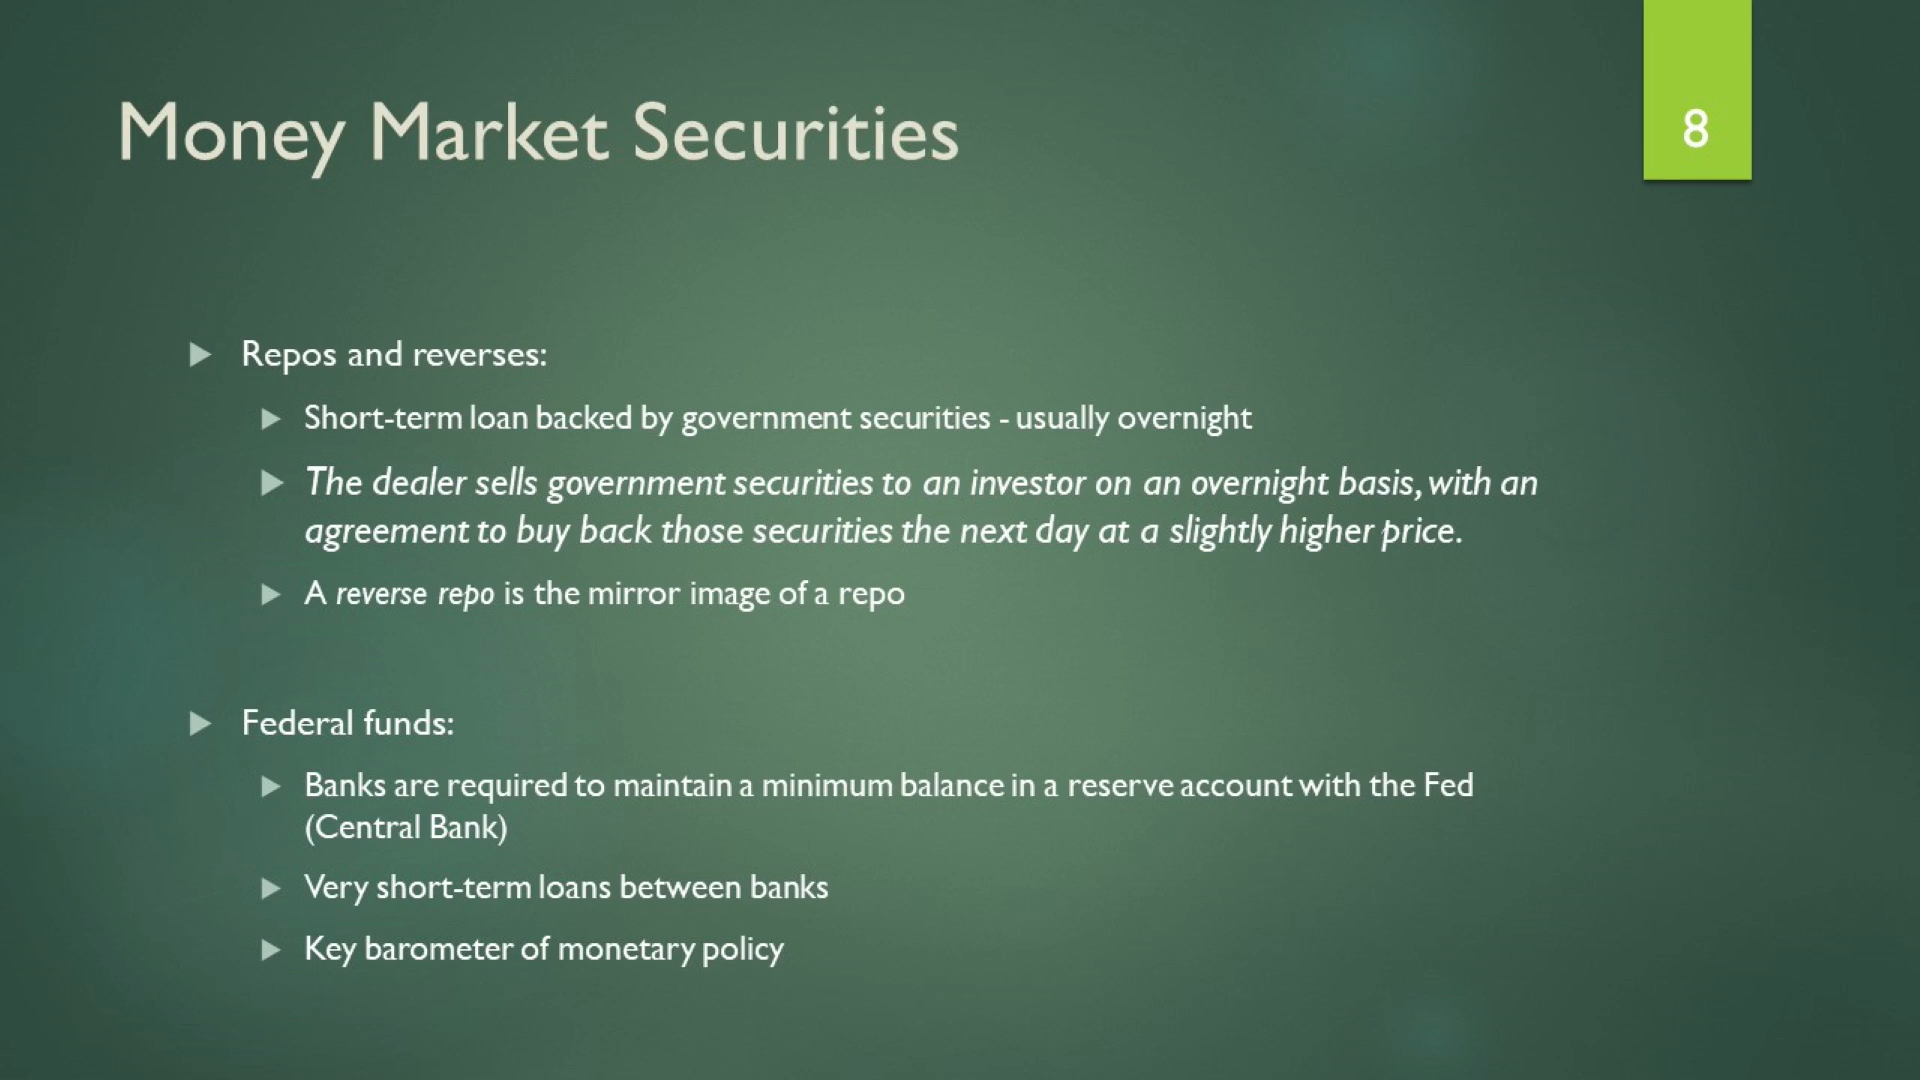 Money Market Securities
8
Repos and reverses:
Short-term loan backed by government securities - usually overnight
The dealer sells government securities to an investor on an overnight basis, with an
agreement to buy back those securities the next day at a slightly higher price.
A reverse repo is the mirror image of a repo
Federal funds:
Banks are required to maintain a minimum balance in a reserve account with the Fed
(Central Bank)
Very short-term loans between banks
Key barometer of monetary policy